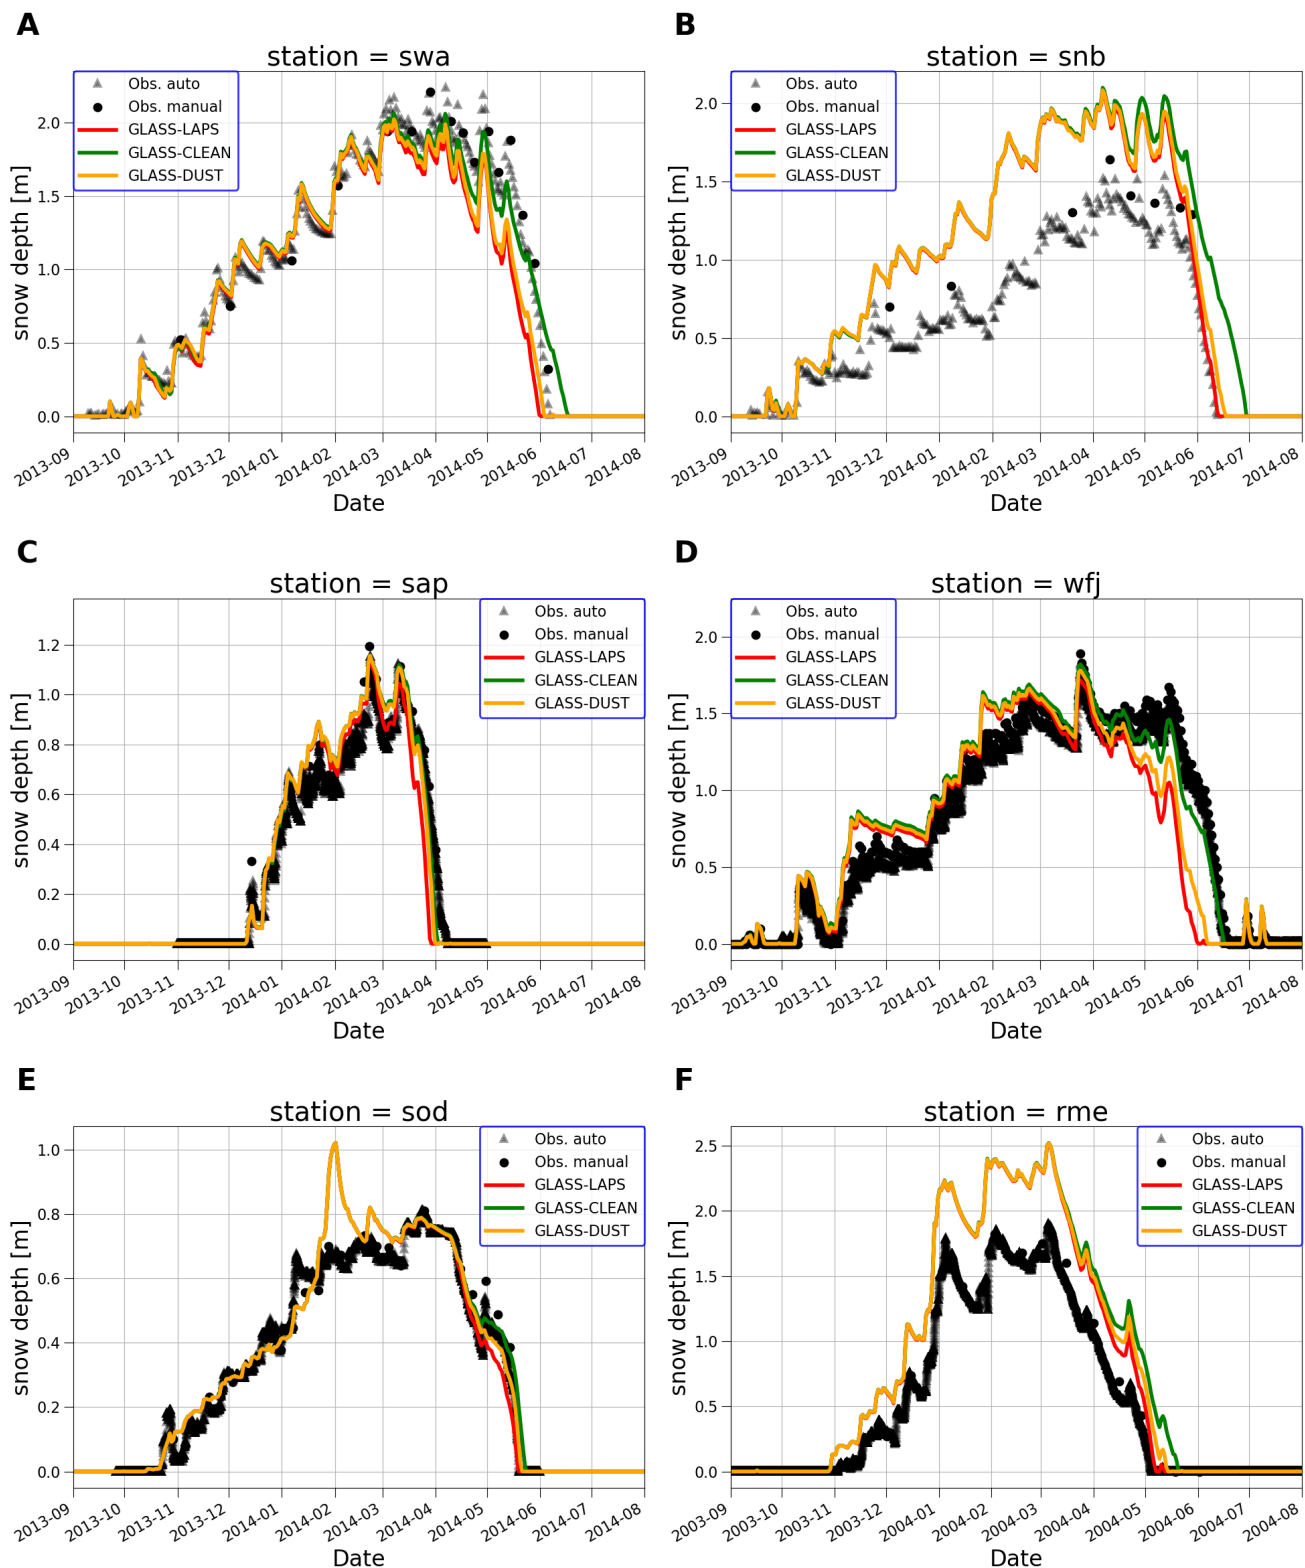 A
station = swa
Obs. auto
Obs. manual
GLASS-LAPS
GLASS-CLEAN
GLASS-DUST
snow depth [m]
2.0
1.5
1.0
0.5
0.0
2013-09
2013-10
2013-11
2013-12
2014-01
2014-02
2014-03
2014-04
2014-05
2014-06
2014-07
2014-08
Date
B
station = snb
Obs. auto
Obs. manual
GLASS-LAPS
GLASS-CLEAN
GLASS-DUST
snow depth [m]
2.0
1.5
1.0
0.5
0.0
2013-09
2013-10
2013-11
2013-12
2014-01
2014-02
2014-03
2014-04
2014-05
2014-06
2014-07
2014-08
Date
C
station = sap
Obs. auto
Obs. manual
GLASS-LAPS
GLASS-CLEAN
GLASS-DUST
snow depth [m]
1.2
1.0
0.8
0.6
0.4
0.2
0.0
2013-09
2013-10
2013-11
2013-12
2014-01
2014-02
2014-03
2014-04
2014-05
2014-06
2014-07
2014-08
Date
D
station = wfj
Obs. auto
Obs. manual
GLASS-LAPS
GLASS-CLEAN
GLASS-DUST
snow depth [m]
2.0
1.5
1.0
0.5
0.0
2013-09
2013-10
2013-11
2013-12
2014-01
2014-02
2014-03
2014-04
2014-05
2014-06
2014-07
2014-08
Date
E
station = sod
Obs. auto
Obs. manual
GLASS-LAPS
GLASS-CLEAN
GLASS-DUST
snow depth [m]
1.0
0.8
0.6
0.4
0.2
0.0
2013-09
2013-10
2013-11
2013-12
2014-01
2014-02
2014-03
2014-04
2014-05
2014-06
2014-07
2014-08
Date
F
station = rme
Obs. auto
Obs. manual
GLASS-LAPS
GLASS-CLEAN
GLASS-DUST
snow depth [m]
2.5
2.0
1.5
1.0
0.5
0.0
2003-09
2003-10
2003-11
2003-12
2004-01
2004-02
2004-03
2004-04
2004-05
2004-06
2004-07
2004-08
Date